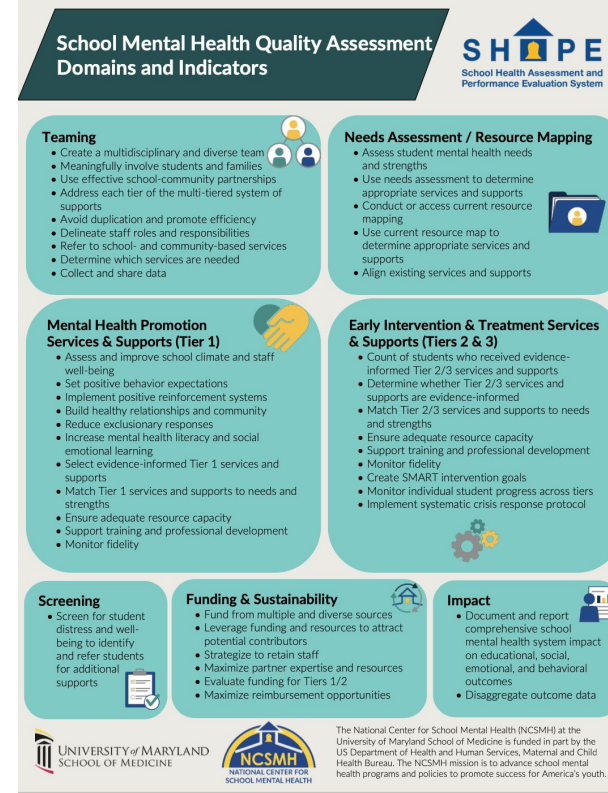 School Mental Health Quality Assessment
Domains and Indicators
SHAPE
School Health Assessment and
Performance Evaluation System
Teaming
• Create a multidisciplinary and diverse team
• Meaningfully involve students and families
• Use effective school-community partnerships
• Address each tier of the multi-tiered system of
supports
• Avoid duplication and promote efficiency
• Delineate staff roles and responsibilities
• Refer to school- and community-based services
• Determine which services are needed
• Collect and share data
Needs Assessment / Resource Mapping
• Assess student mental health needs
and strengths
• Use needs assessment to determine
appropriate services and supports
• Conduct or access current resource
mapping
• Use current resource map to
determine appropriate services and
supports
• Align existing services and supports
Mental Health Promotion
Services & Supports (Tier 1)
• Assess and improve school climate and staff
well-being
• Set positive behavior expectations
• Implement positive reinforcement systems
• Build healthy relationships and community
• Reduce exclusionary responses
• Increase mental health literacy and social
emotional learning
• Select evidence-informed Tier 1 services and
supports
• Match Tier 1 services and supports to needs and
strengths
• Ensure adequate resource capacity
• Support training and professional development
• Monitor fidelity
Early Intervention & Treatment Services
& Supports (Tiers 2 & 3)
• Count of students who received evidence-
informed Tier 2/3 services and supports
• Determine whether Tier 2/3 services and
supports are evidence-informed
• Match Tier 2/3 services and supports to needs
and strengths
• Ensure adequate resource capacity
• Support training and professional development
• Monitor fidelity
• Create SMART intervention goals
• Monitor individual student progress across tiers
• Implement systematic crisis response protocol
Screening
• Screen for student
distress and well-
being to identify
and refer students
for additional
supports
Funding & Sustainability
• Fund from multiple and diverse sources
• Leverage funding and resources to attract
potential contributors
• Strategize to retain staff
• Maximize partner expertise and resources
• Evaluate funding for Tiers 1/2
• Maximize reimbursement opportunities
Impact
• Document and report
comprehensive school
mental health system impact
on educational, social,
emotional, and behavioral
outcomes
• Disaggregate outcome data
UNIVERSITY of MARYLAND
SCHOOL OF MEDICINE
NCSMH
NATIONAL CENTER FOR
SCHOOL MENTAL HEALTH
The National Center for School Mental Health (NCSMH) at the
University of Maryland School of Medicine is funded in part by the
US Department of Health and Human Services, Maternal and Child
Health Bureau. The NCSMH mission is to advance school mental
health programs and policies to promote success for America's youth.